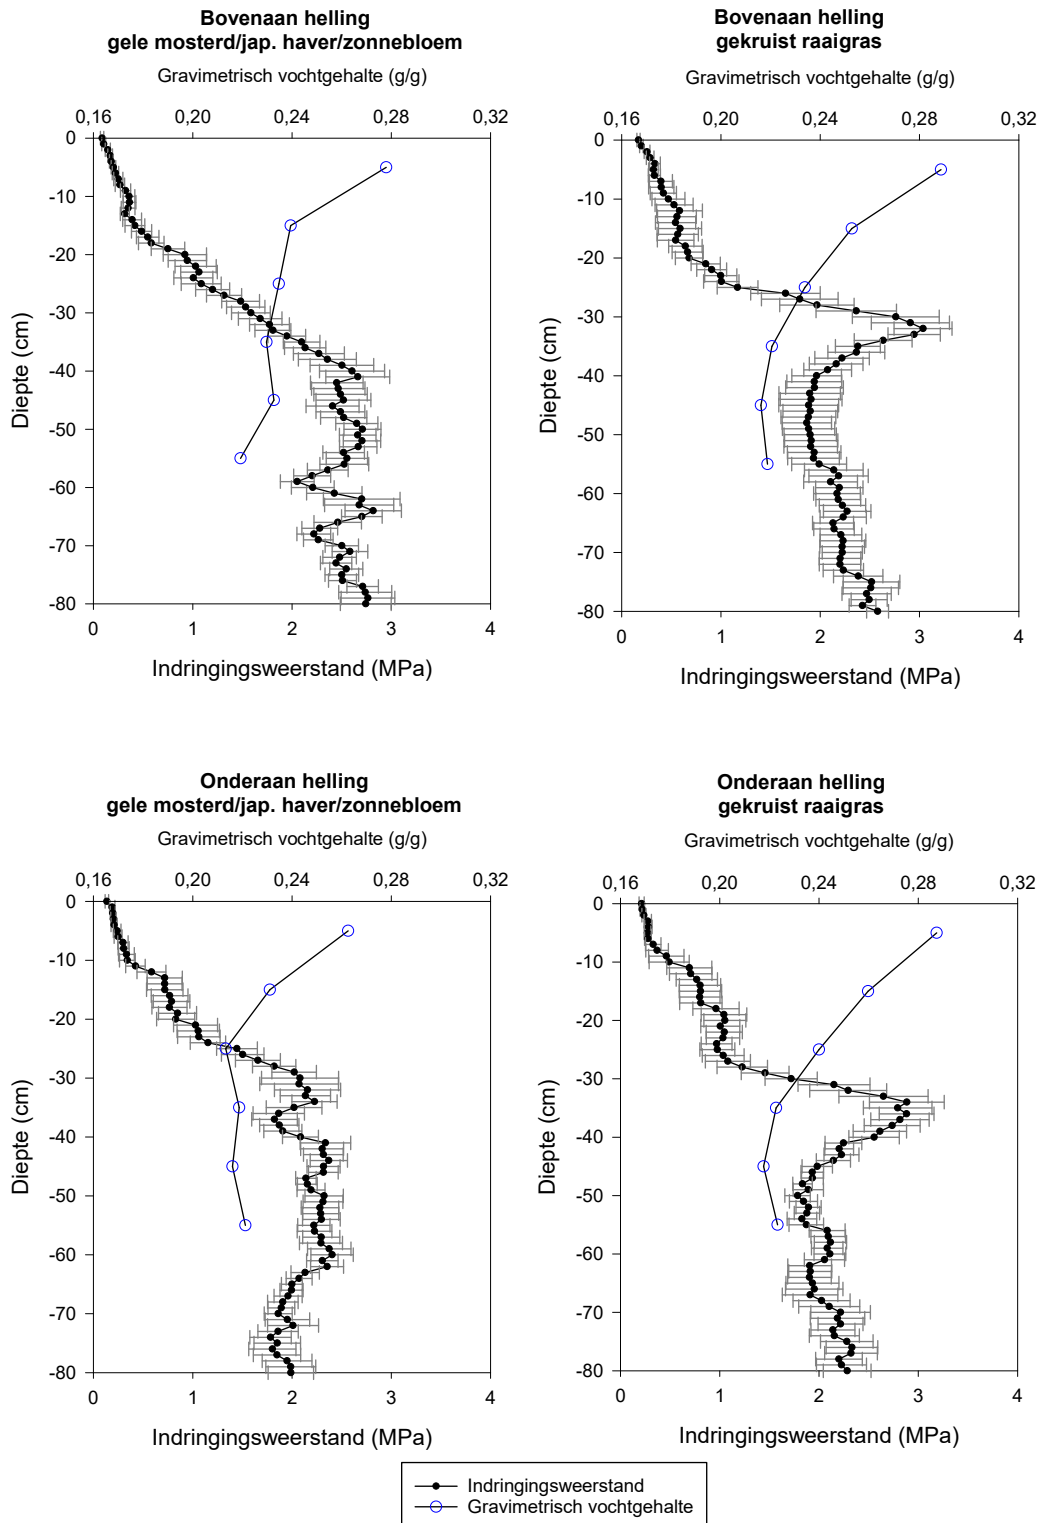 Bovenaan helling
gele mosterd/jap. haver/zonnebloem
Gravimetrisch vochtgehalte (g/g)
0,16 0,20 0,24 0,28 0,32
0
-10
-20
-30
-40
-50
-60
-70
-80
Diepte (cm)
0 1 2 3 4
Indringingsweerstand (MPa)
Bovenaan helling
gekruist raaigras
Gravimetrisch vochtgehalte (g/g)
0,16 0,20 0,24 0,28 0,32
0
-10
-20
-30
-40
-50
-60
-70
-80
Diepte (cm)
0 1 2 3 4
Indringingsweerstand (MPa)
Onderaan helling
gele mosterd/jap. haver/zonnebloem
Gravimetrisch vochtgehalte (g/g)
0,16 0,20 0,24 0,28 0,32
0
-10
-20
-30
-40
-50
-60
-70
-80
Diepte (cm)
0 1 2 3 4
Indringingsweerstand (MPa)
Onderaan helling
gekruist raaigras
Gravimetrisch vochtgehalte (g/g)
0,16 0,20 0,24 0,28 0,32
0
-10
-20
-30
-40
-50
-60
-70
-80
Diepte (cm)
0 1 2 3 4
Indringingsweerstand (MPa)
Indringingsweerstand
Gravimetrisch vochtgehalte